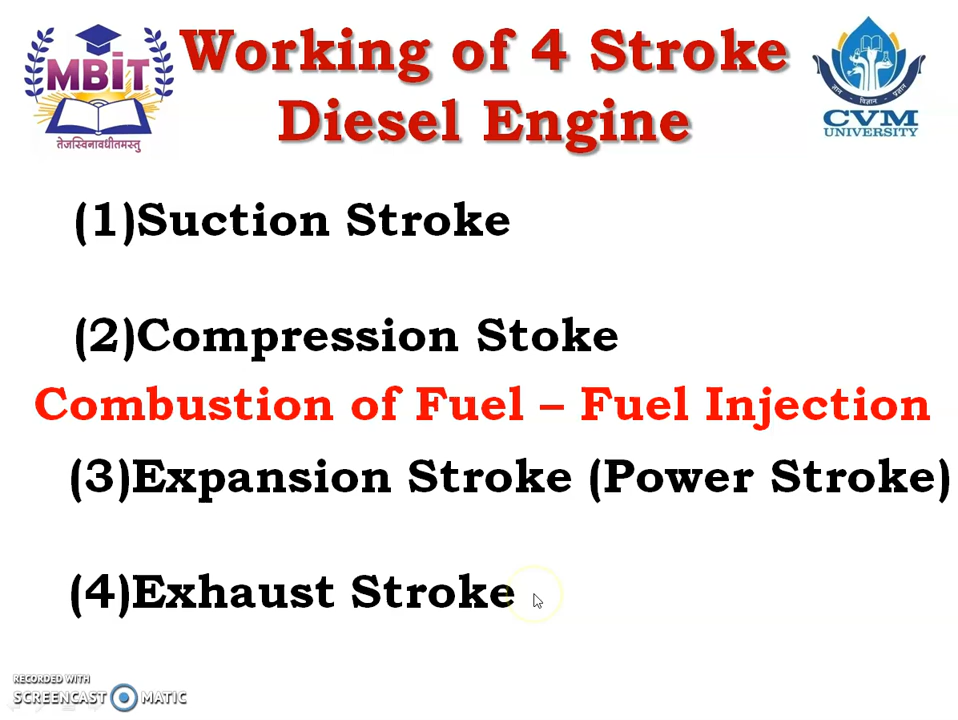 MBiT
तेजस्विनावधीतमस्तु
Working of 4 Stroke
Diesel Engine
ज्ञान - विज्ञान - प्रज्ञान
CVM
UNIVERSITY
(1)Suction Stroke
(2)Compression Stoke
Combustion of Fuel – Fuel Injection
(3)Expansion Stroke (Power Stroke)
(4)Exhaust Stroke
RECORDED WITH
SCREENCAST MATIC